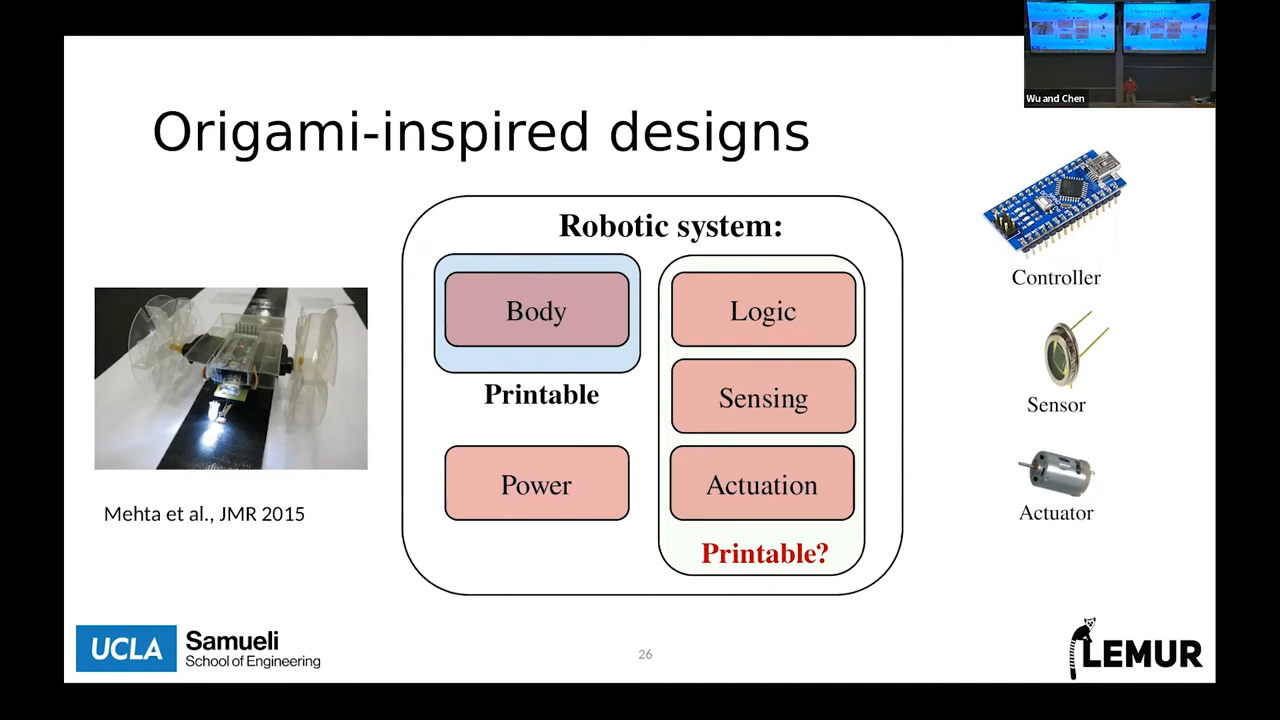 Wu and Chen
Origami-inspired designs
Robotic system:
Body
Printable
Power
Logic
Sensing
Actuation
Printable?
Controller
Sensor
Actuator
Mehta et al., JMR 2015
UCLA Samueli
School of Engineering
26
LEMUR